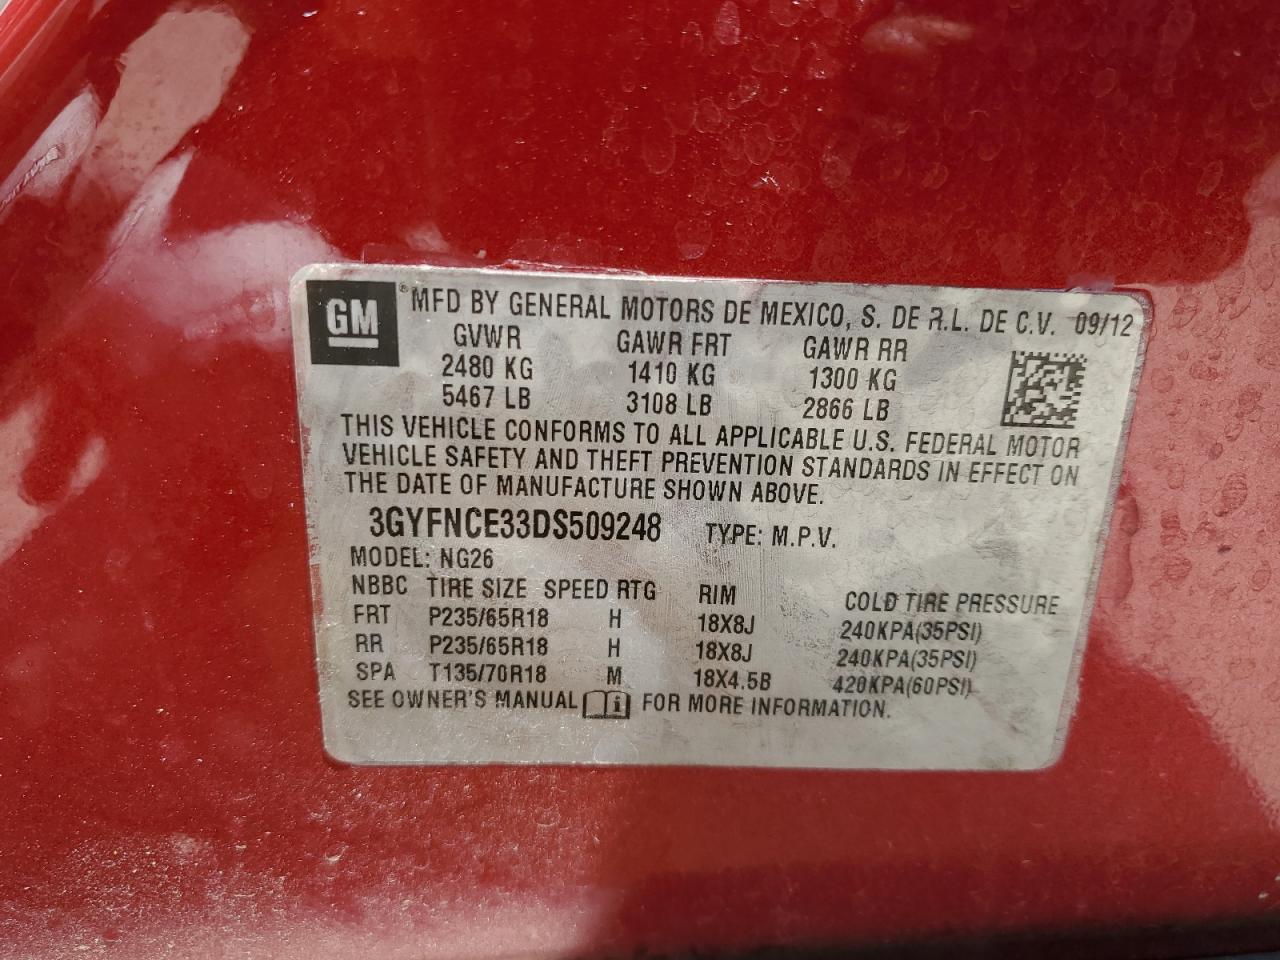 GM ®MFD BY GENERAL MOTORS DE MEXICO, S. DE R.L. DE C.V. 09/12
GVWR GAWR FRT GAWR RR
2480 KG 1410 KG 1300 KG
5467 LB 3108 LB 2866 LB
THIS VEHICLE CONFORMS TO ALL APPLICABLE U.S. FEDERAL MOTOR
VEHICLE SAFETY AND THEFT PREVENTION STANDARDS IN EFFECT ON
THE DATE OF MANUFACTURE SHOWN ABOVE.
3GYFNCE33DS509248 TYPE: M.P.V.
MODEL: NG26
NBBC TIRE SIZE SPEED RTG RIM COLD TIRE PRESSURE
FRT P235/65R18 H 18X8J 240KPA(35PSI)
RR P235/65R18 H 18X8J 240KPA(35PSI)
SPA T135/70R18 M 18X4.5B 420KPA(60PSI)
SEE OWNER'S MANUAL i FOR MORE INFORMATION.